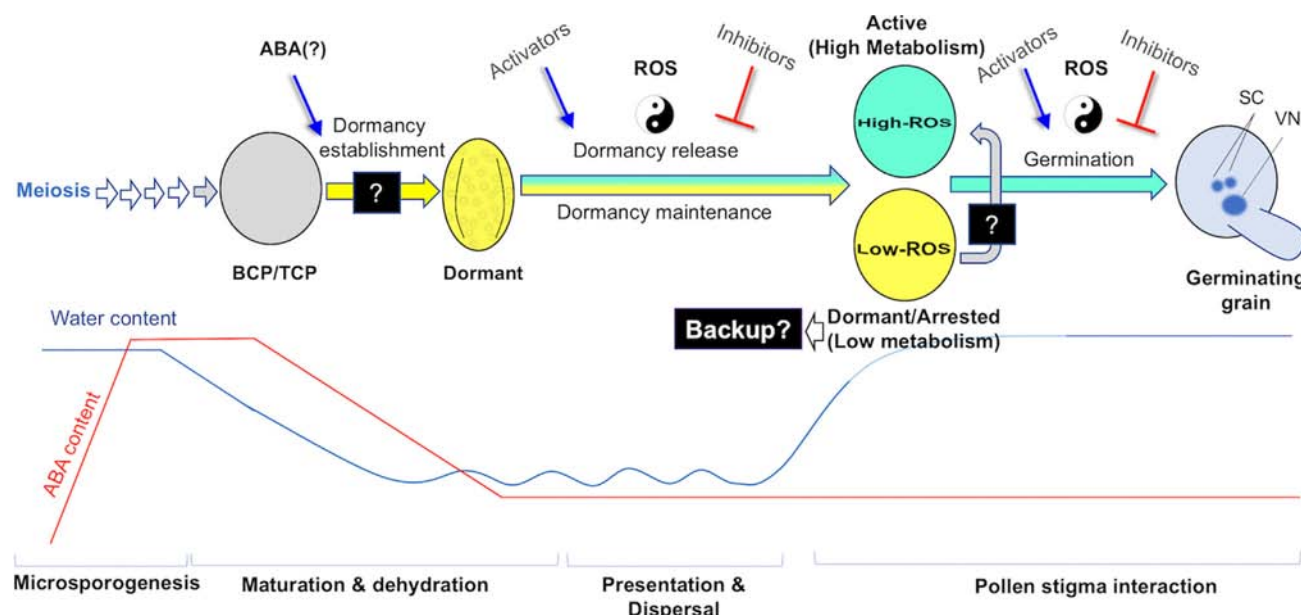 ABA(?)
Dormancy
establishment
Activators
ROS
Inhibitors
Dormancy release
Dormancy maintenance
Active
(High Metabolism)
High-ROS
Low-ROS
Activators
ROS
Inhibitors
Germination
SC
VN
Meiosis
?
?
BCP/TCP
Dormant
Germinating
grain
Backup?
Dormant/Arrested
(Low metabolism)
Water content
ABA content
Microsporogenesis
Maturation & dehydration
Presentation &
Dispersal
Pollen stigma interaction